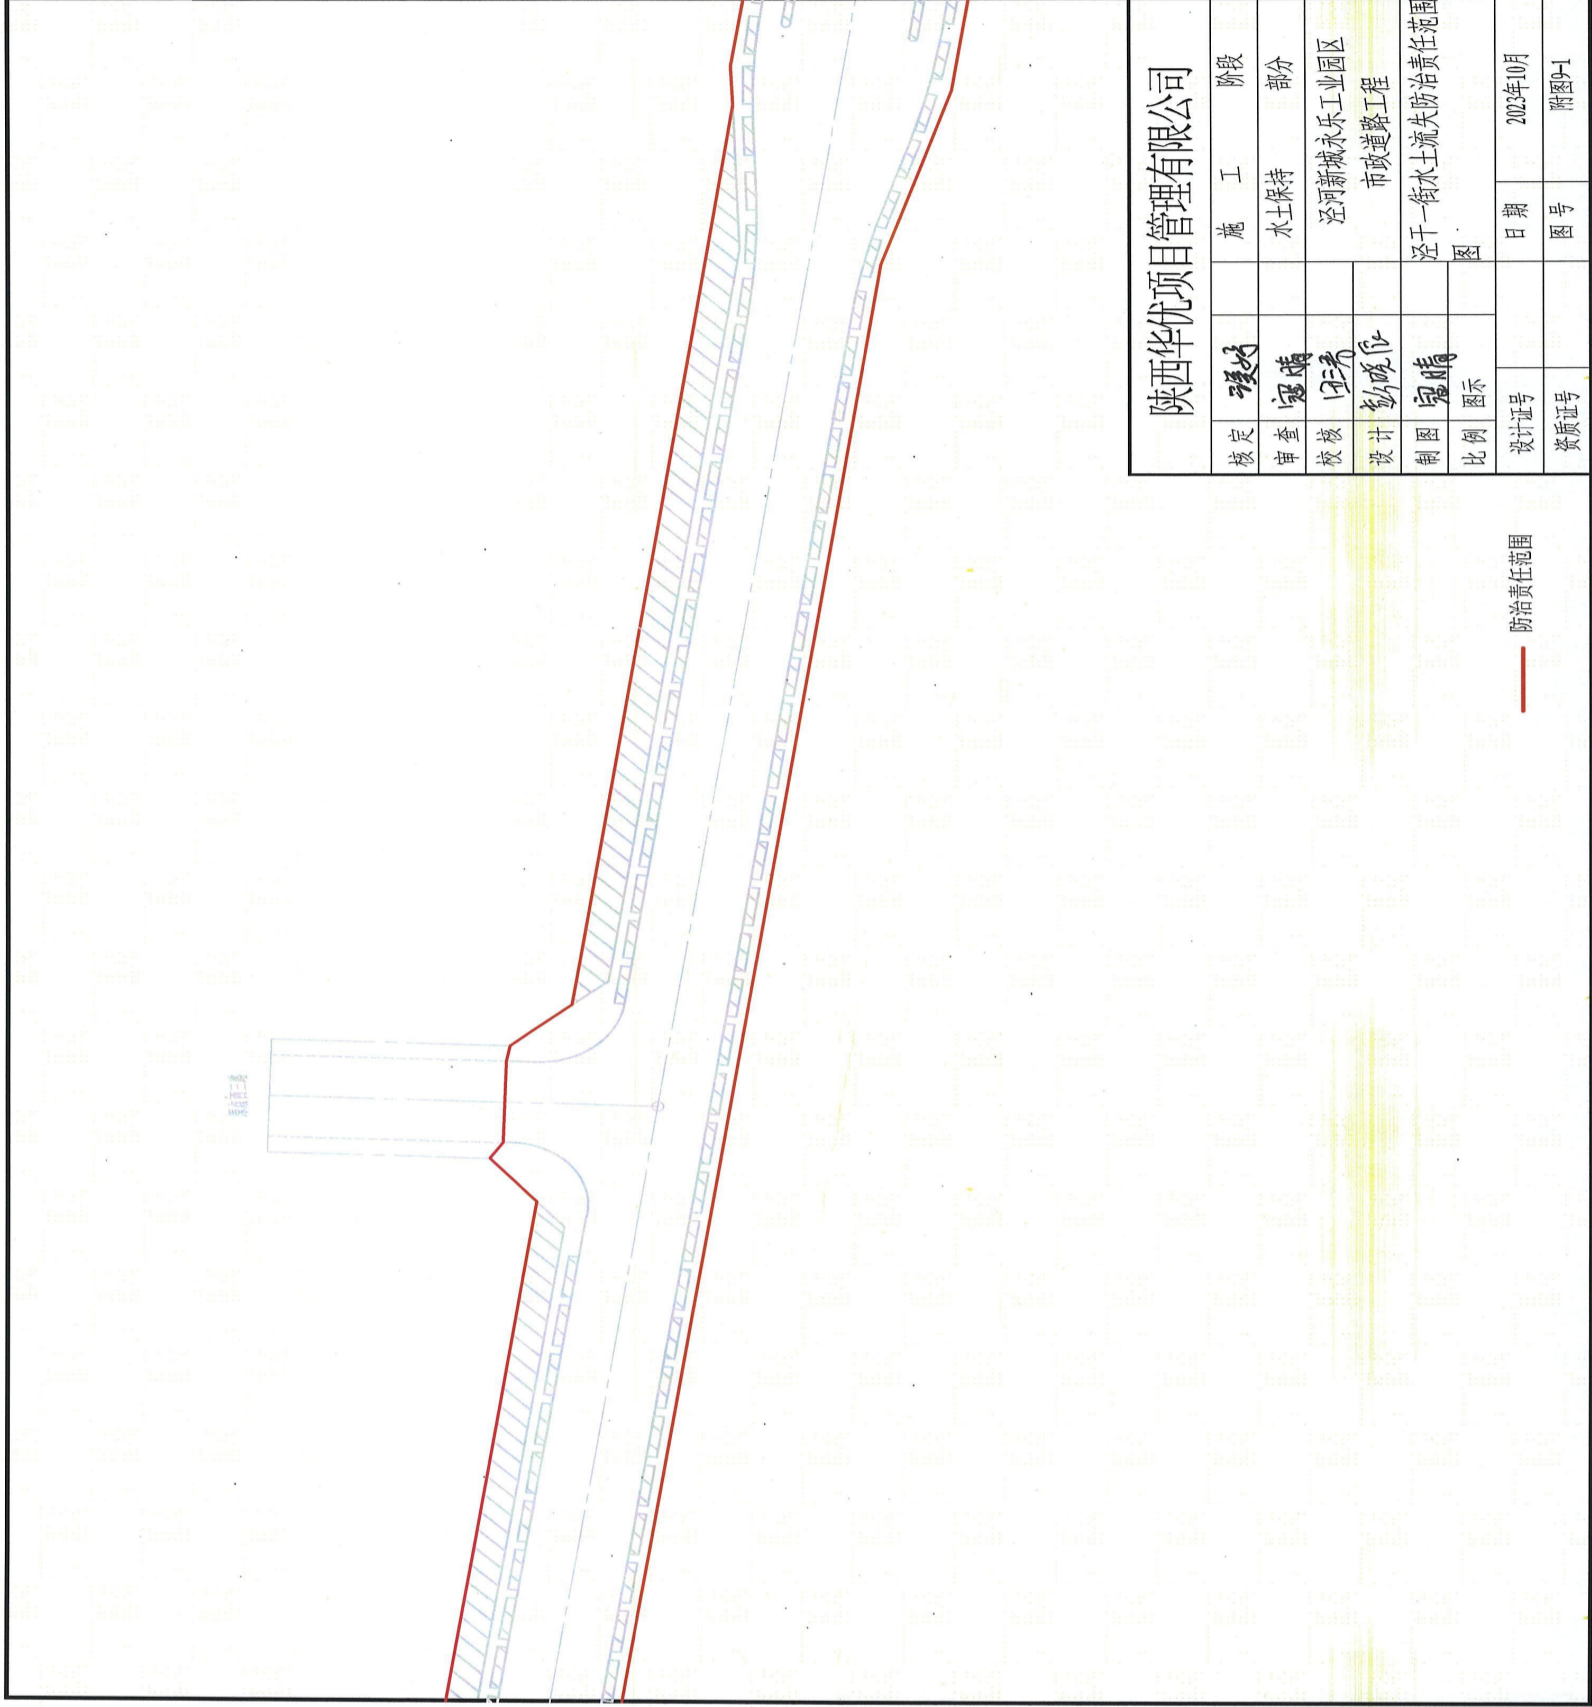 陕西华优项目管理有限公司
核定 施 工 阶段
审查 水土保持 部分
校核 泾河新城永乐工业园区
设计 市政道路工程
制图 泾干一街水土流失防治责任范围
比例 图示 图
设计证号 日期 2023年10月
资质证号 图号 附图9-1
防治责任范围